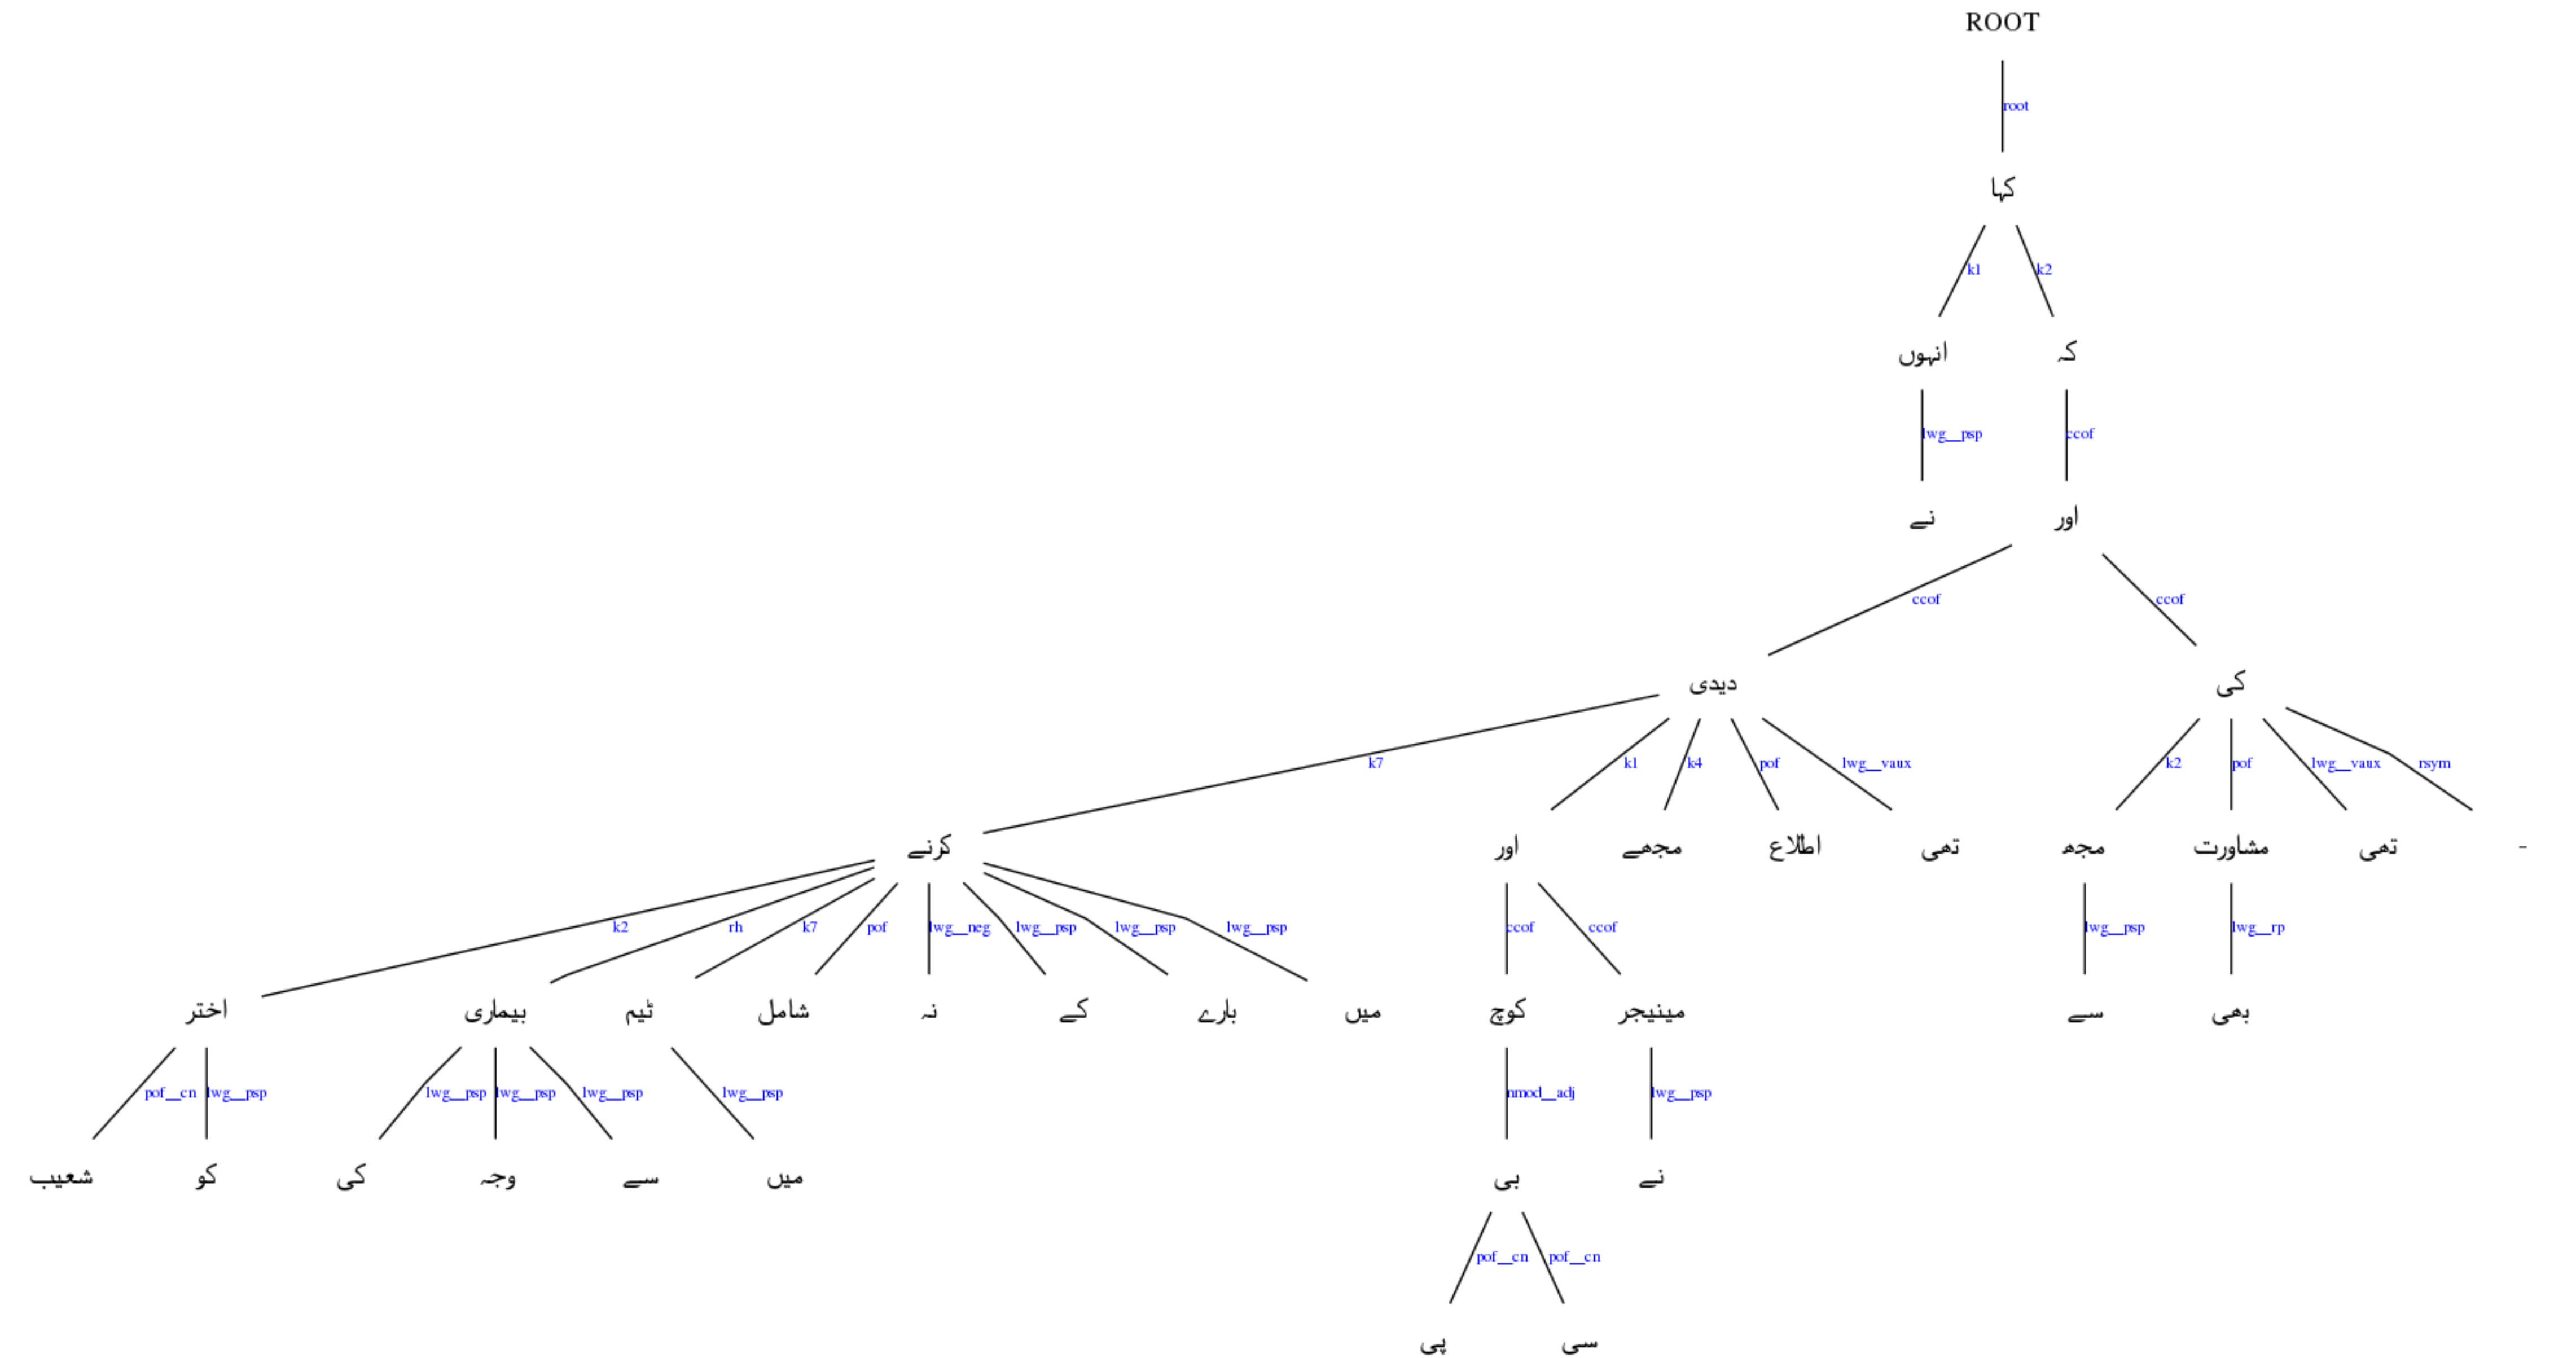 ROOT
root
کہا
k1 k2
انہوں کہ
lwg__psp ccof
نے اور
ccof ccof
دیدی کی
k7 k1 k4 pof lwg__vaux k2 pof lwg__vaux rsym
کرنے اور مجھے اطلاع تھی مجھ مشاورت تھی -
k2 rh k7 pof lwg__neg lwg__psp lwg__psp lwg__psp ccof ccof lwg__psp lwg__rp
اختر بیماری ٹیم شامل نہ کے بارے میں کوچ مینیجر سے بھی
pof__cn lwg__psp lwg__psp lwg__psp lwg__psp lwg__psp nmod__adj lwg__psp
شعیب کو کی وجہ سے میں بی نے
pof__cn pof__cn
پی سی